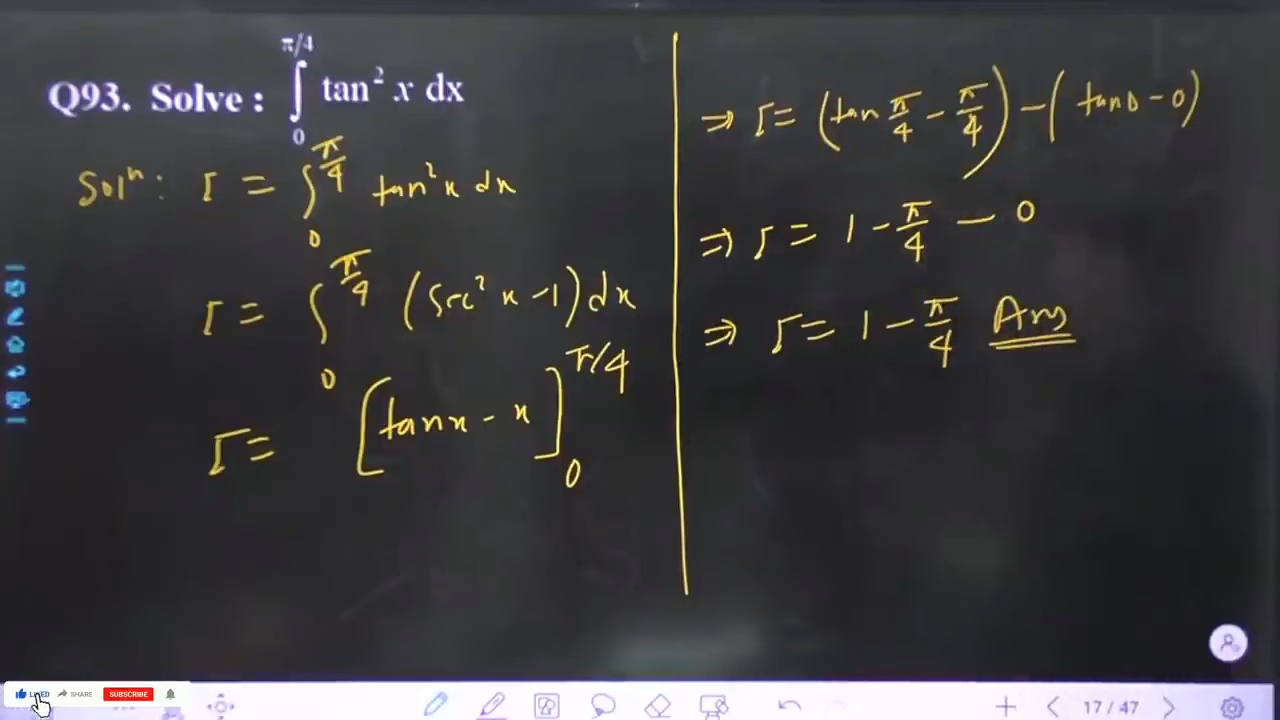 Q93. Solve : ∫₀^{π/4} tan² x dx
Solⁿ: I = ∫₀^{π/4} tan²x dx
I = ∫₀^{π/4} (sec²x -1)dx
I = [tanx - x]₀^{π/4}
⇒ I = (tan π/4 - π/4) - (tan0 - 0)
⇒ I = 1 - π/4 - 0
⇒ I = 1 - π/4 Ans
LIKED SHARE SUBSCRIBE
17 / 47